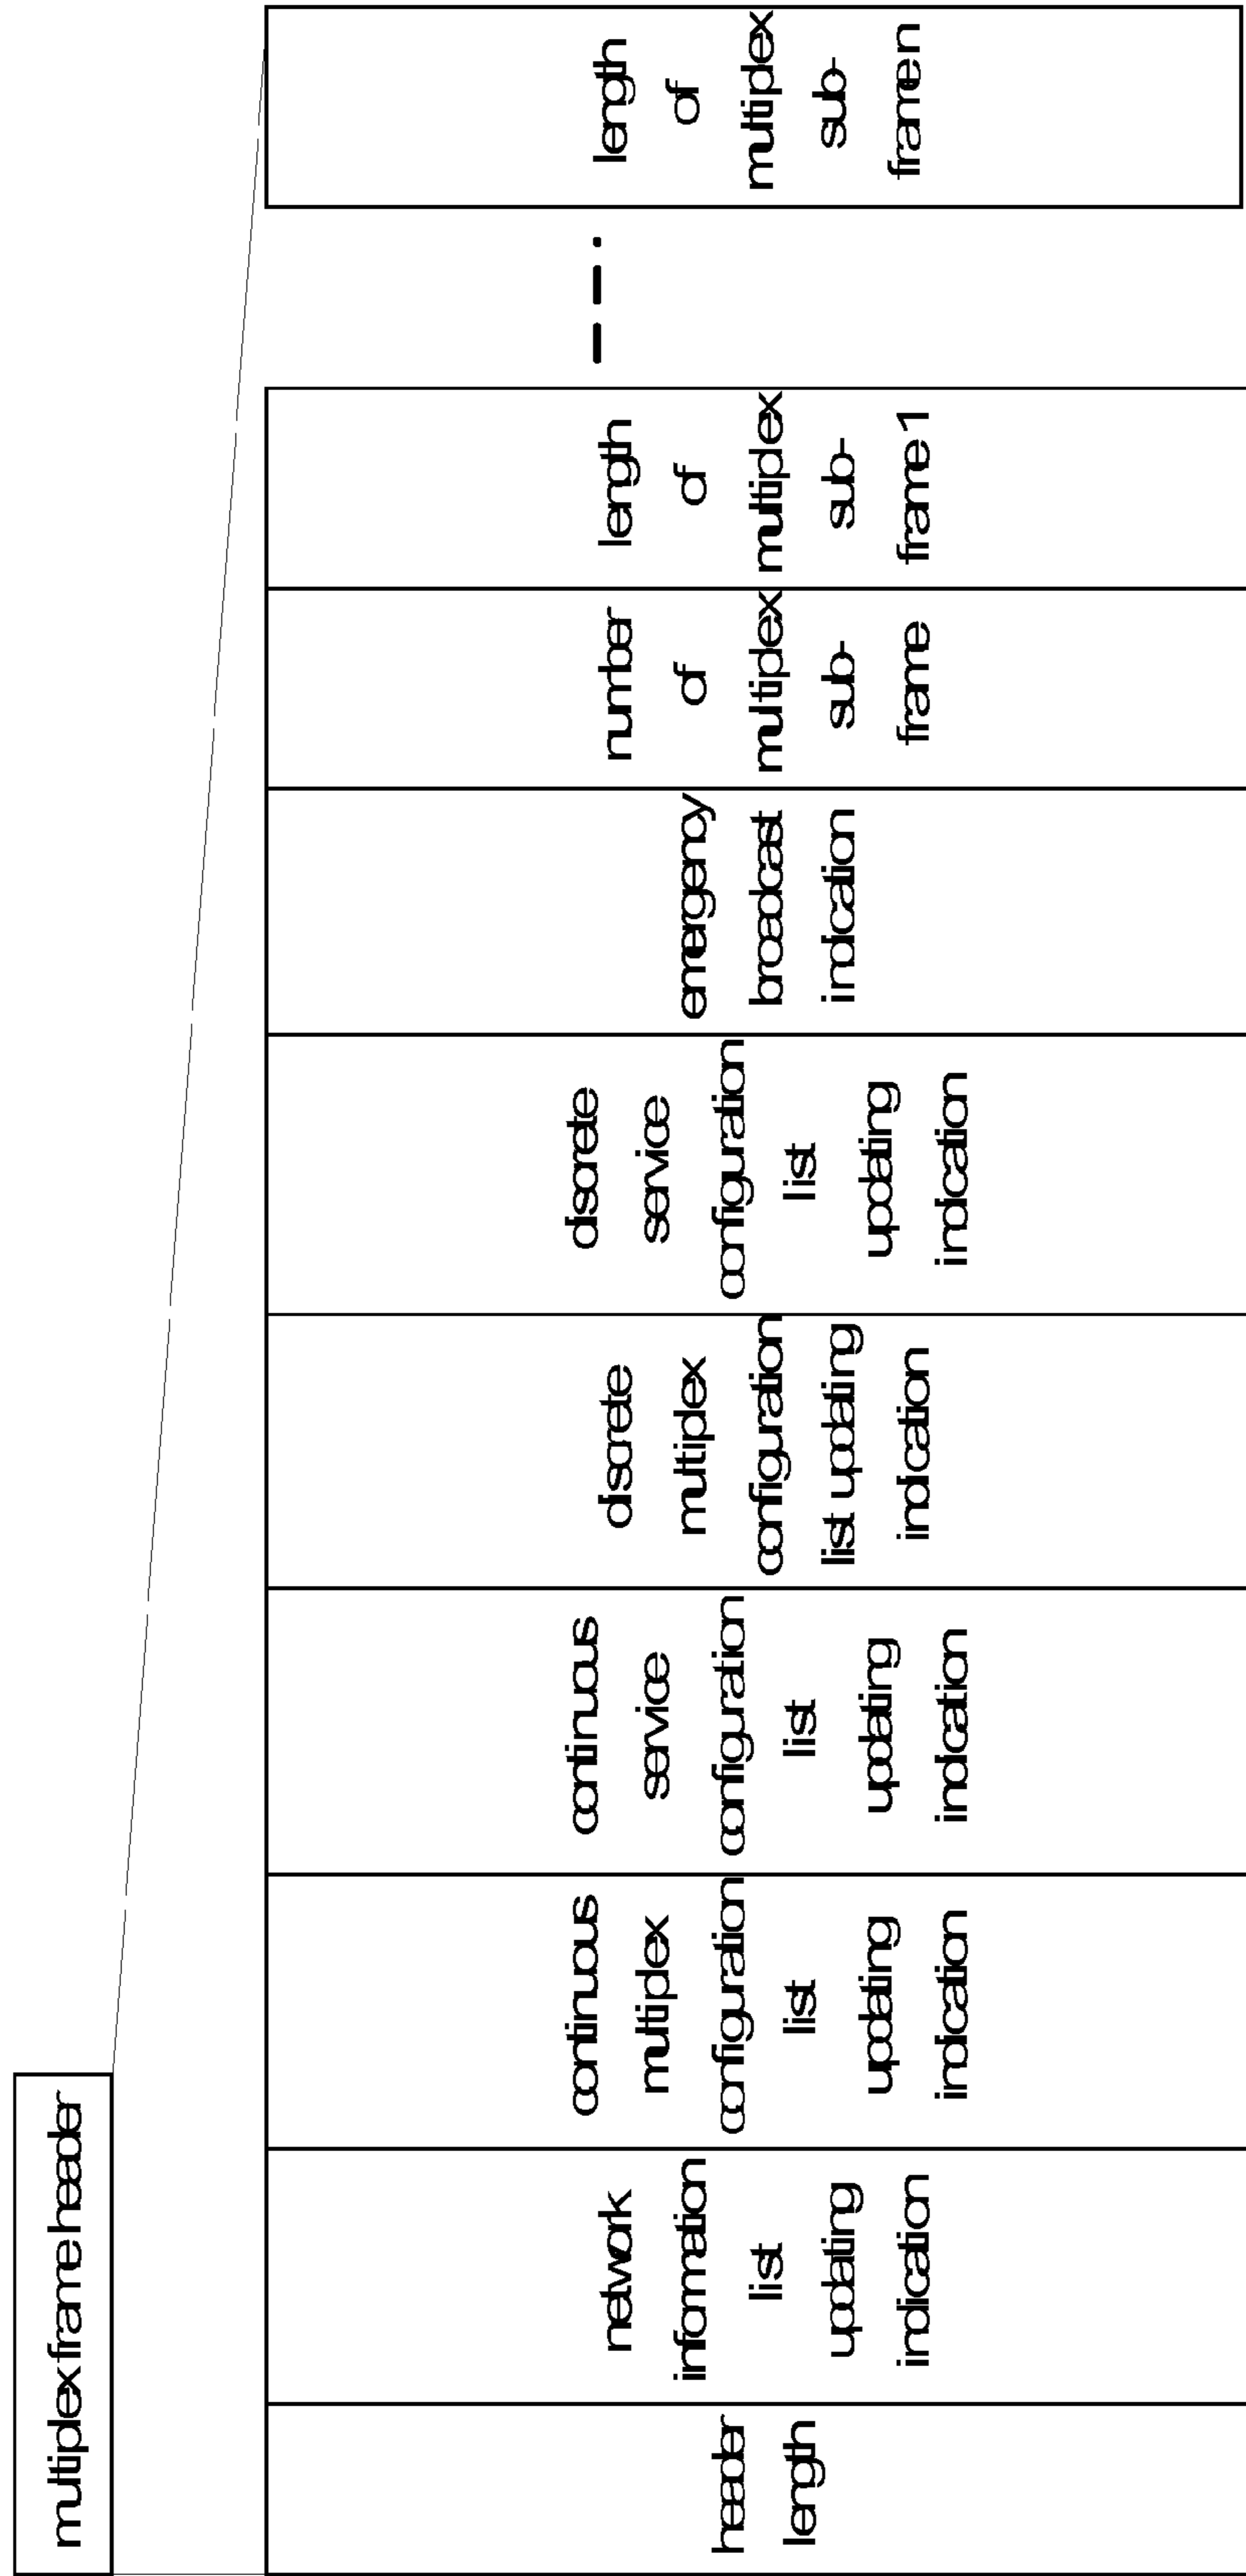 multiplex frame header
header
length
network
information
list
updating
indication
continuous
multiplex
configuration
list
updating
indication
continuous
service
configuration
list
updating
indication
discrete
multiplex
configuration
list updating
indication
discrete
service
configuration
list
updating
indication
emergency
broadcast
indication
number
of
multiplex
sub-
frame
length
of
multiplex
sub-
frame 1
length
of
multiplex
sub-
frame n